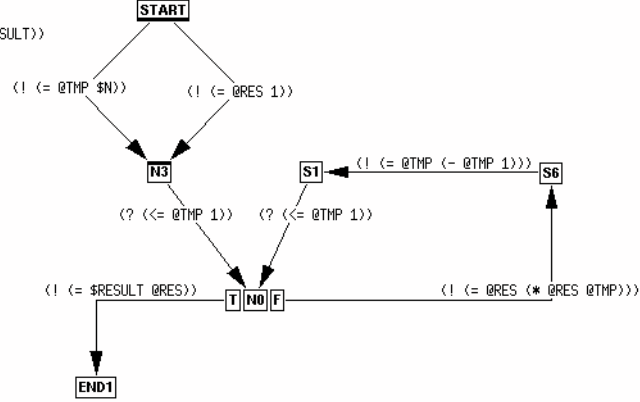 START
SULT))
(! (= @TMP $N))
(! (= @RES 1))
(! (= @TMP (- @TMP 1)))
N3
S1
S6
(? (<= @TMP 1))
(? (<= @TMP 1))
(! (= $RESULT @RES))
(! (= @RES (* @RES @TMP)))
T N0 F
END1